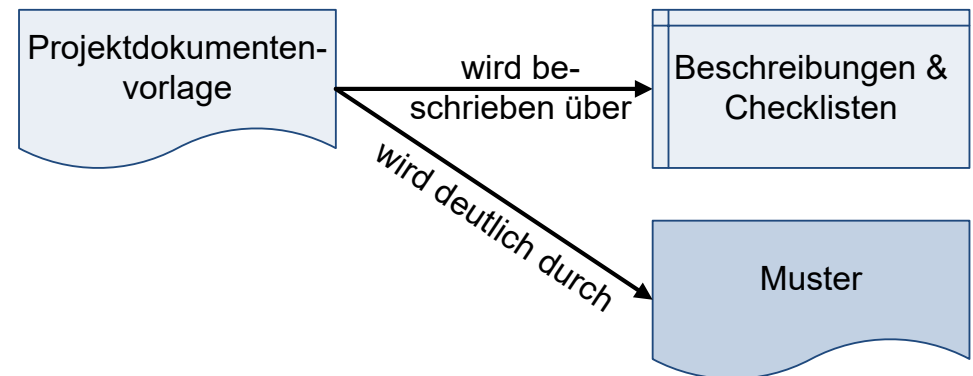 Projektdokumenten-
vorlage
wird be-
schrieben über
Beschreibungen &
Checklisten
wird deutlich durch
Muster